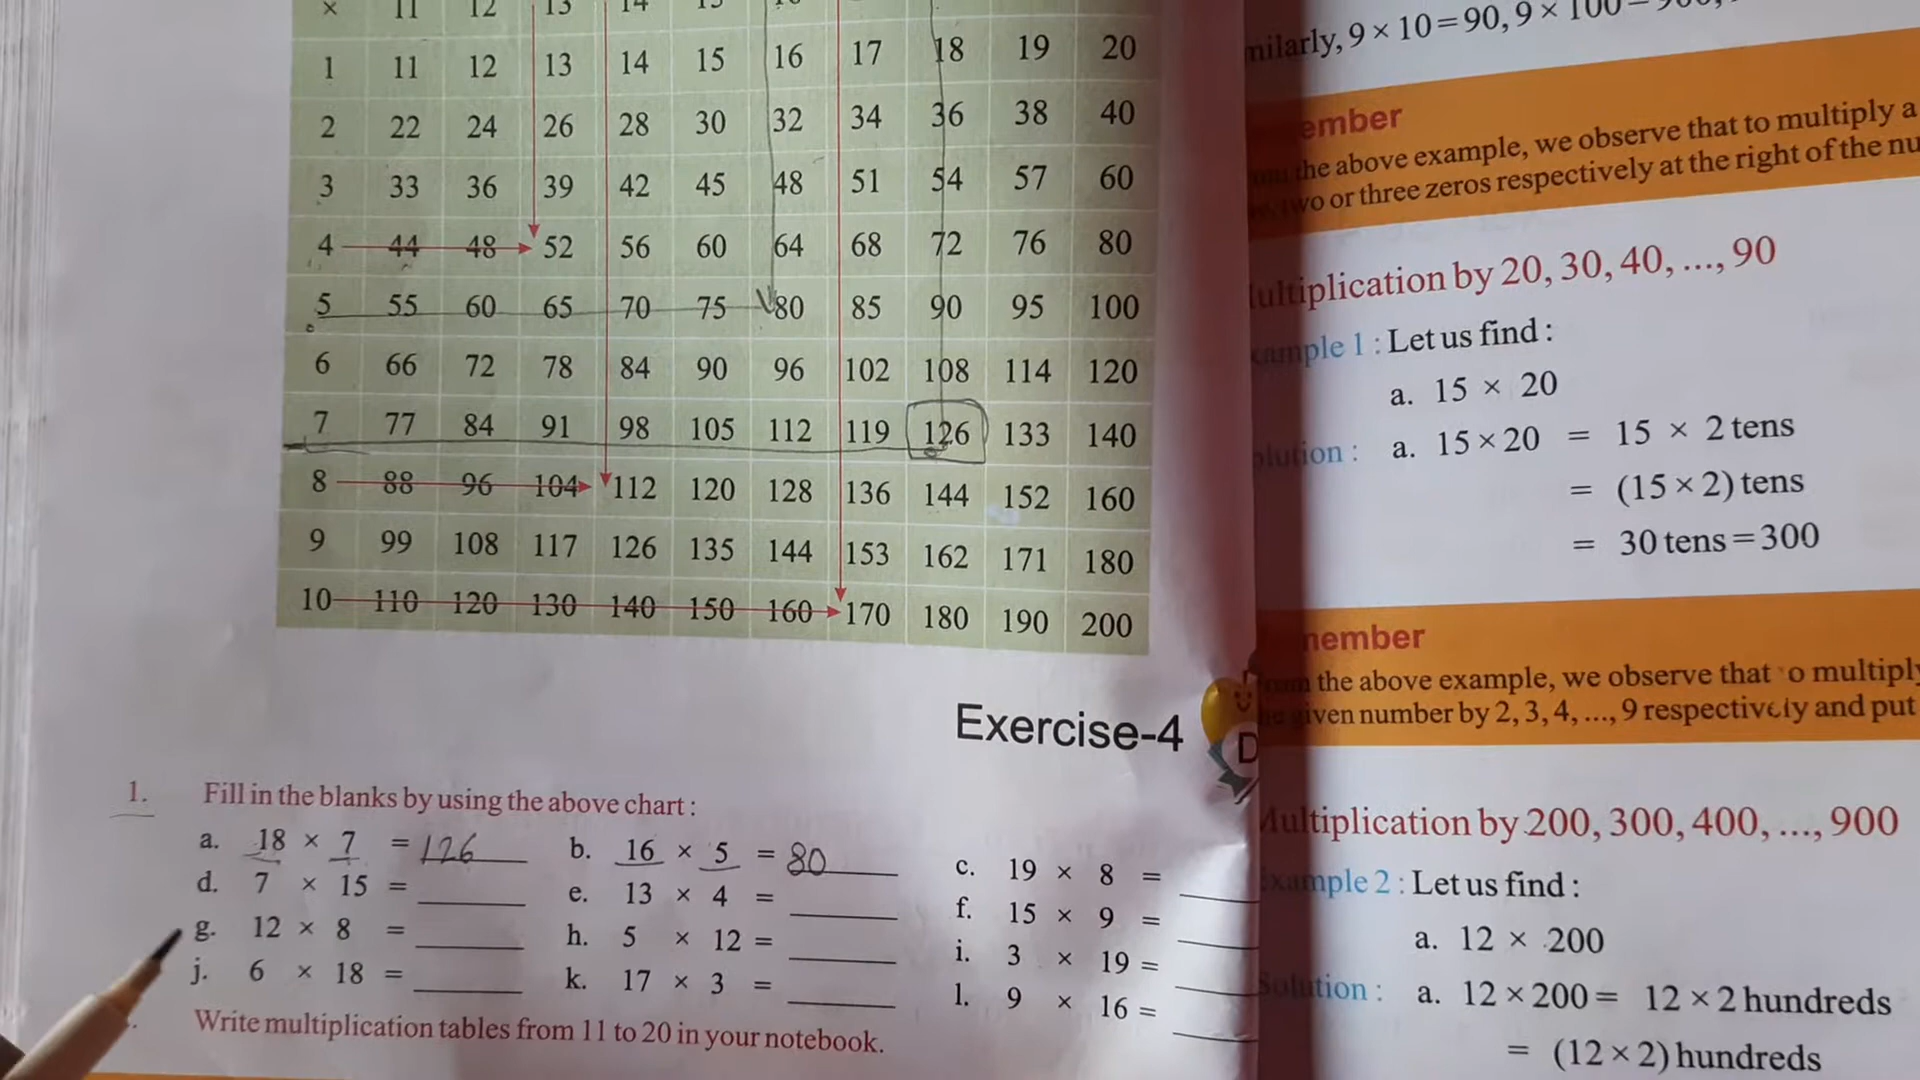 × 11 12 13 14 15 16
1 11 12 13 14 15 16 17 18 19 20
2 22 24 26 28 30 32 34 36 38 40
3 33 36 39 42 45 48 51 54 57 60
4 44 48 52 56 60 64 68 72 76 80
5 55 60 65 70 75 80 85 90 95 100
6 66 72 78 84 90 96 102 108 114 120
7 77 84 91 98 105 112 119 126 133 140
8 88 96 104 112 120 128 136 144 152 160
9 99 108 117 126 135 144 153 162 171 180
10 110 120 130 140 150 160 170 180 190 200
Exercise-4
1. Fill in the blanks by using the above chart :
a. 18 × 7 = 126 b. 16 × 5 = 80 c. 19 × 8 =
d. 7 × 15 = e. 13 × 4 = f. 15 × 9 =
g. 12 × 8 = h. 5 × 12 = i. 3 × 19 =
j. 6 × 18 = k. 17 × 3 = l. 9 × 16 =
Write multiplication tables from 11 to 20 in your notebook.
milarly, 9 × 10 = 90, 9 × 100 =
ember
the above example, we observe that to multiply a
two or three zeros respectively at the right of the nu
ultiplication by 20, 30, 40, ..., 90
ample 1 : Let us find :
a. 15 × 20
olution : a. 15 × 20 = 15 × 2 tens
= (15 × 2) tens
= 30 tens = 300
member
the above example, we observe that to multiply
given number by 2, 3, 4, ..., 9 respectively and put
Multiplication by 200, 300, 400, ..., 900
Example 2 : Let us find :
a. 12 × 200
Solution : a. 12 × 200 = 12 × 2 hundreds
= (12 × 2) hundreds